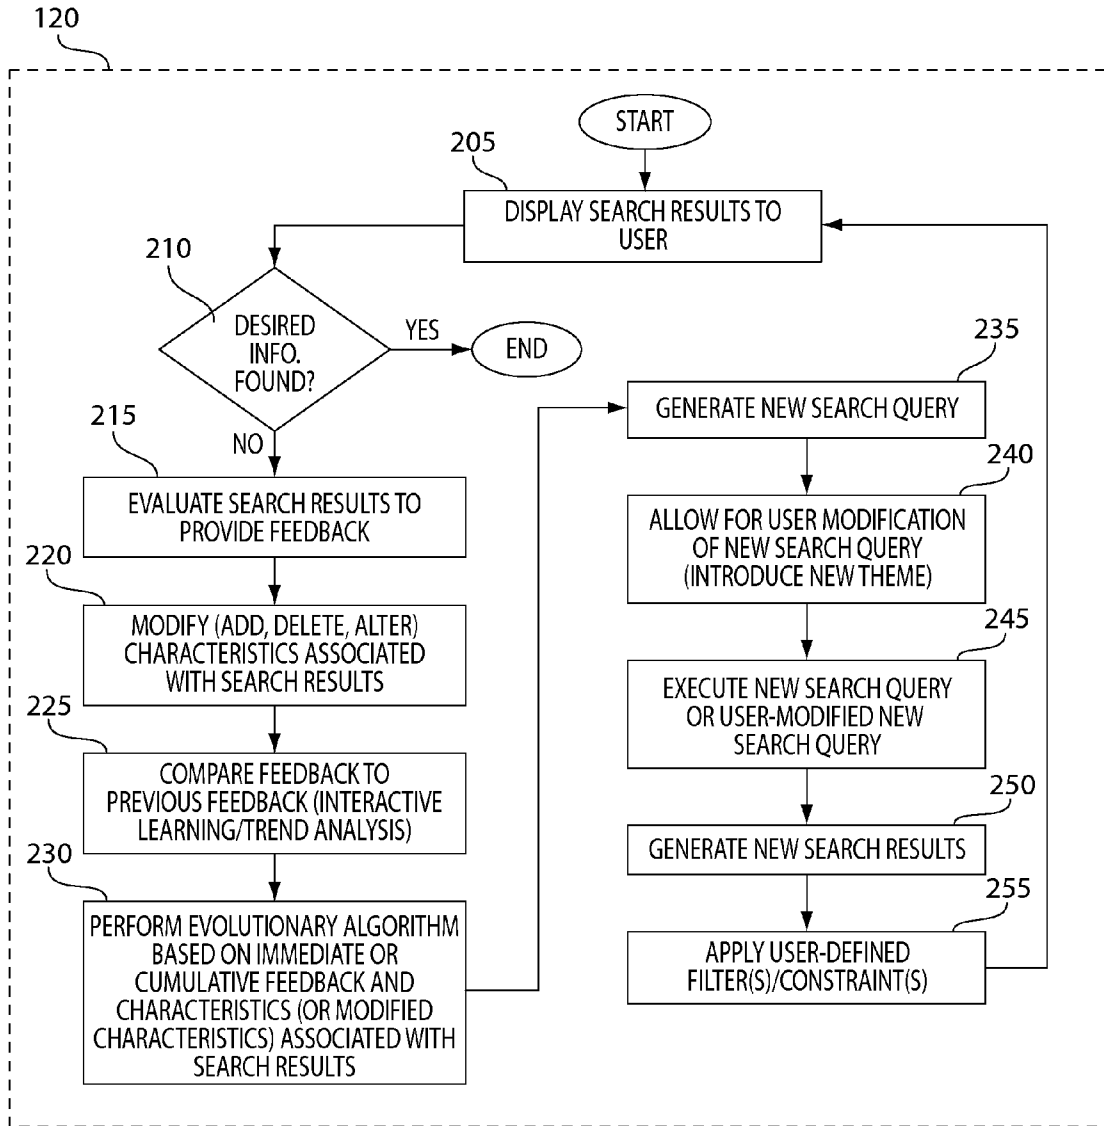 120
START
205
DISPLAY SEARCH RESULTS TO
USER
210
DESIRED
INFO.
FOUND?
YES
END
NO
215
EVALUATE SEARCH RESULTS TO
PROVIDE FEEDBACK
220
MODIFY (ADD, DELETE, ALTER)
CHARACTERISTICS ASSOCIATED
WITH SEARCH RESULTS
225
COMPARE FEEDBACK TO
PREVIOUS FEEDBACK (INTERACTIVE
LEARNING/TREND ANALYSIS)
230
PERFORM EVOLUTIONARY ALGORITHM
BASED ON IMMEDIATE OR
CUMULATIVE FEEDBACK AND
CHARACTERISTICS (OR MODIFIED
CHARACTERISTICS) ASSOCIATED WITH
SEARCH RESULTS
235
GENERATE NEW SEARCH QUERY
240
ALLOW FOR USER MODIFICATION
OF NEW SEARCH QUERY
(INTRODUCE NEW THEME)
245
EXECUTE NEW SEARCH QUERY
OR USER-MODIFIED NEW
SEARCH QUERY
250
GENERATE NEW SEARCH RESULTS
255
APPLY USER-DEFINED
FILTER(S)/CONSTRAINT(S)